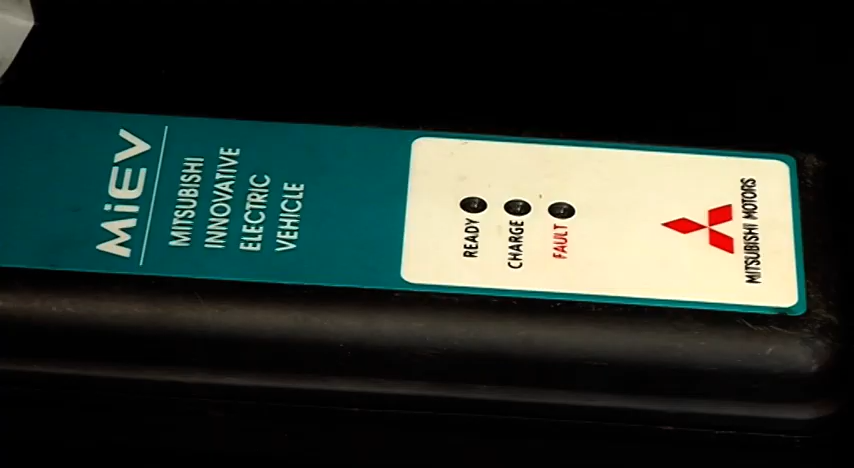 MiEV
MITSUBISHI
INNOVATIVE
ELECTRIC
VEHICLE
READY
CHARGE
FAULT
MITSUBISHI MOTORS